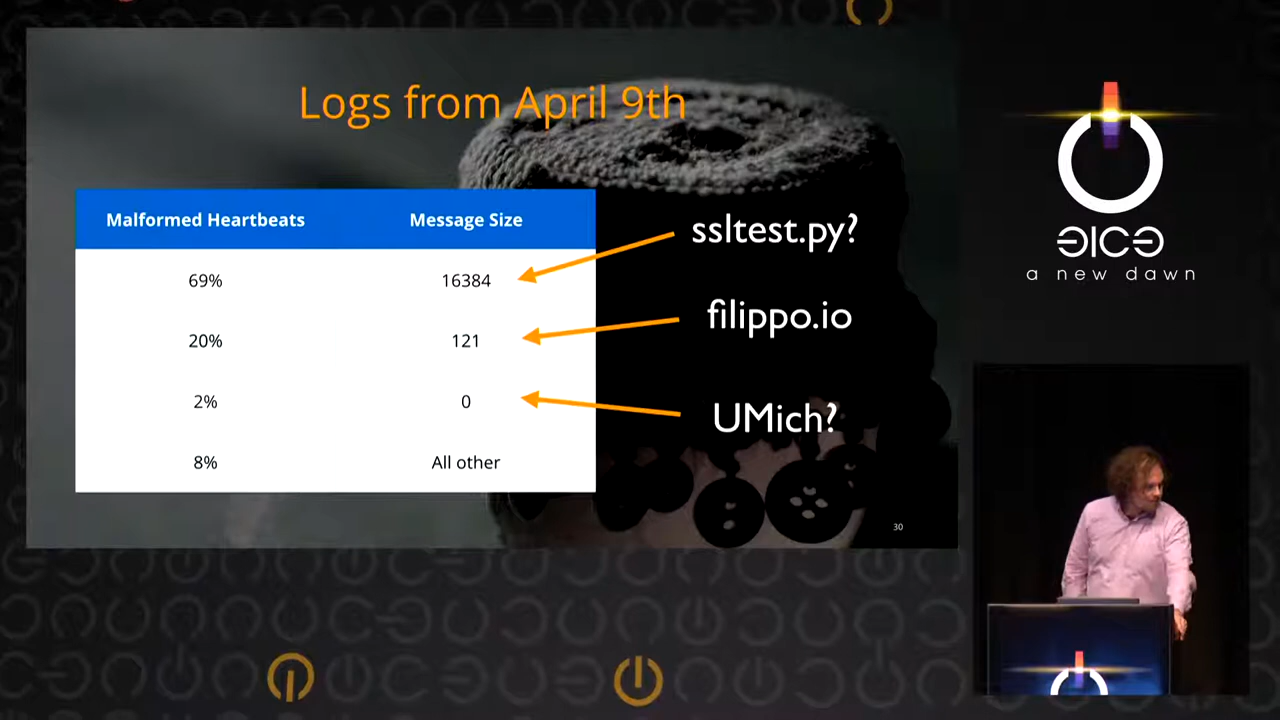 Logs from April 9th
Malformed Heartbeats Message Size
69% 16384
20% 121
2% 0
8% All other
ssltest.py?
filippo.io
UMich?
30
31C3
a new dawn